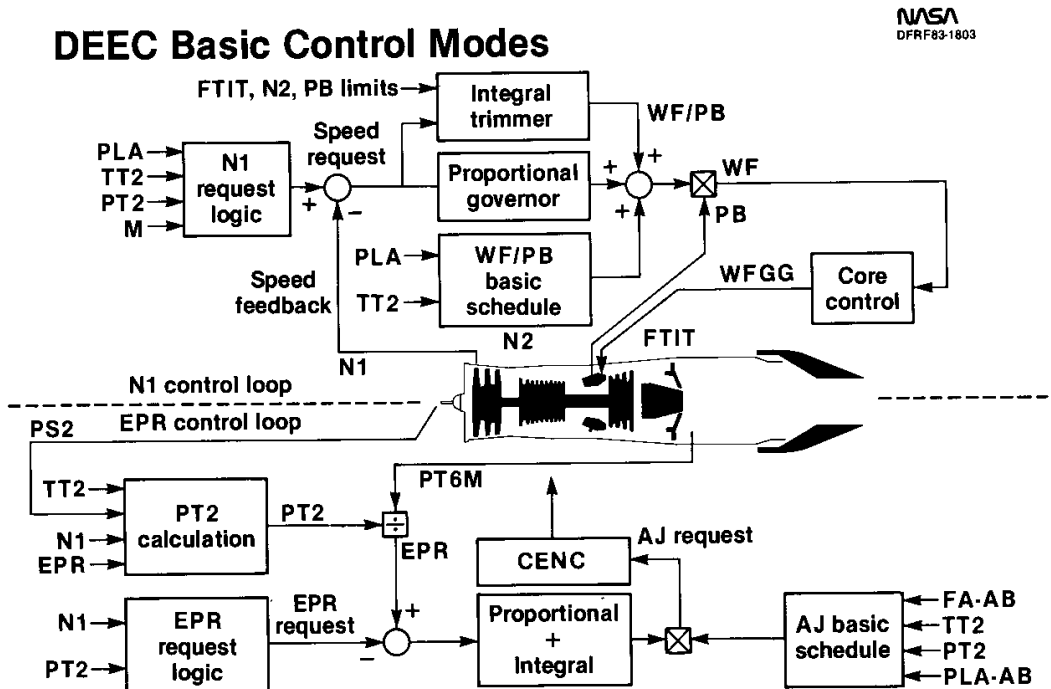 NASA
DFRF83-1803
DEEC Basic Control Modes
FTIT, N2, PB limits
Integral
trimmer
WF/PB
Speed
request
PLA
TT2
PT2
M
N1
request
logic
+
−
Proportional
governor
+
+
+
WF
PB
PLA
TT2
WF/PB
basic
schedule
Speed
feedback
WFGG
Core
control
N1
N2
FTIT
N1 control loop
EPR control loop
PS2
PT6M
TT2
N1
EPR
PT2
calculation
PT2
÷
EPR
CENC
AJ request
N1
PT2
EPR
request
logic
EPR
request
+
−
Proportional
+
Integral
AJ basic
schedule
FA-AB
TT2
PT2
PLA-AB